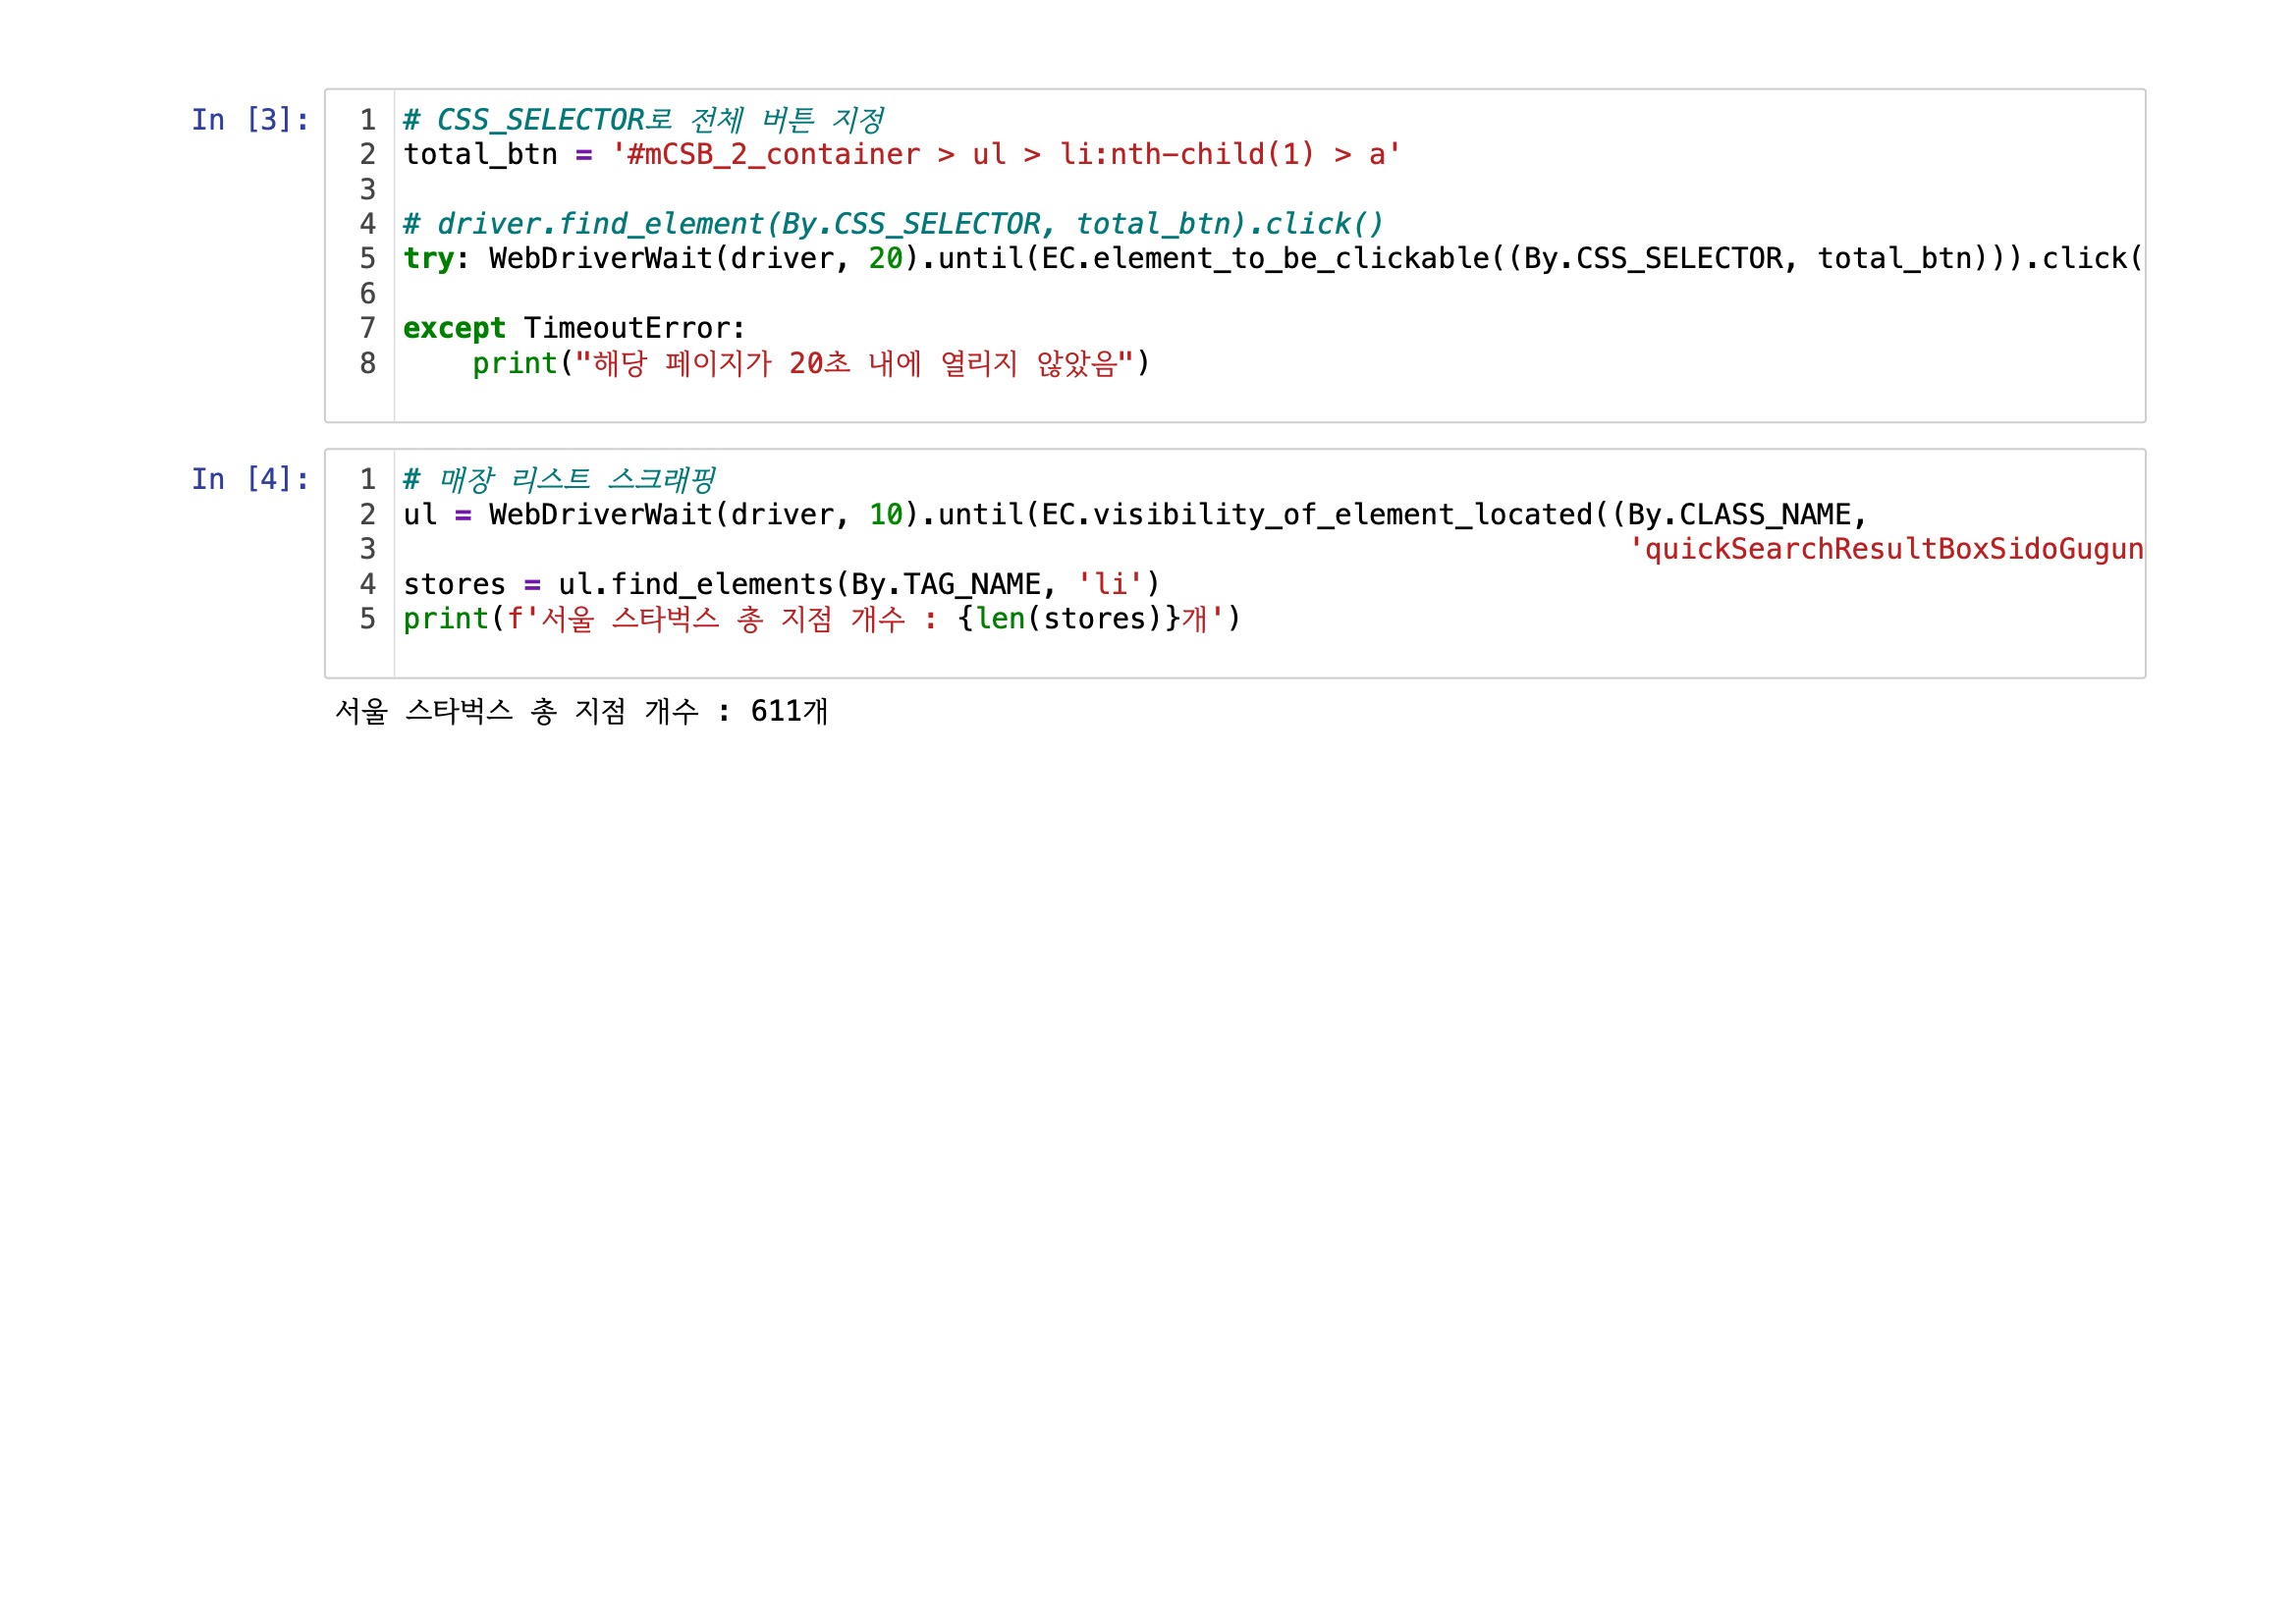 In [3]:
1 # CSS_SELECTOR로 전체 버튼 지정
2 total_btn = '#mCSB_2_container > ul > li:nth-child(1) > a'
3
4 # driver.find_element(By.CSS_SELECTOR, total_btn).click()
5 try: WebDriverWait(driver, 20).until(EC.element_to_be_clickable((By.CSS_SELECTOR, total_btn))).click(
6
7 except TimeoutError:
8     print("해당 페이지가 20초 내에 열리지 않았음")
In [4]:
1 # 매장 리스트 스크래핑
2 ul = WebDriverWait(driver, 10).until(EC.visibility_of_element_located((By.CLASS_NAME,
3 'quickSearchResultBoxSidoGugun
4 stores = ul.find_elements(By.TAG_NAME, 'li')
5 print(f'서울 스타벅스 총 지점 개수 : {len(stores)}개')
서울 스타벅스 총 지점 개수 : 611개